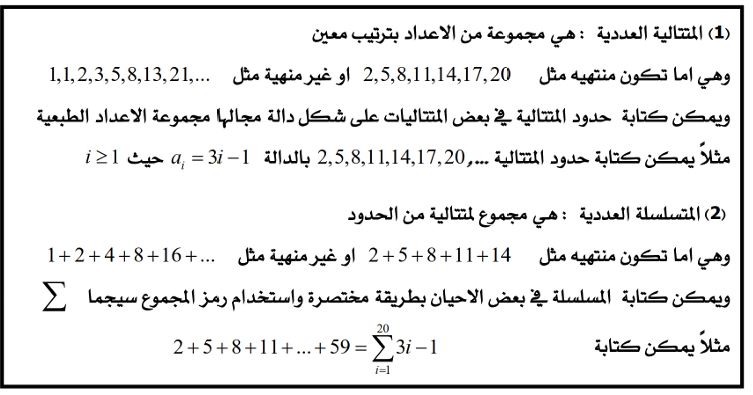 (1) المتتالية العددية : هي مجموعة من الاعداد بترتيب معين
وهي اما تكون منتهيه مثل 2,5,8,11,14,17,20 او غير منهية مثل 1,1,2,3,5,8,13,21,...
ويمكن كتابة حدود المتتالية في بعض المتتاليات على شكل دالة مجالها مجموعة الاعداد الطبعية
مثلاً يمكن كتابة حدود المتتالية 2,5,8,11,14,17,20,... بالدالة a_i = 3i − 1 حيث i ≥ 1
(2) المتسلسلة العددية : هي مجموع لمتتالية من الحدود
وهي اما تكون منتهيه مثل 2+5+8+11+14 او غير منهية مثل 1+2+4+8+16+...
ويمكن كتابة المسلسلة في بعض الاحيان بطريقة مختصرة واستخدام رمز المجموع سيجما ∑
مثلاً يمكن كتابة 2+5+8+11+...+59 = ∑_{i=1}^{20} 3i − 1